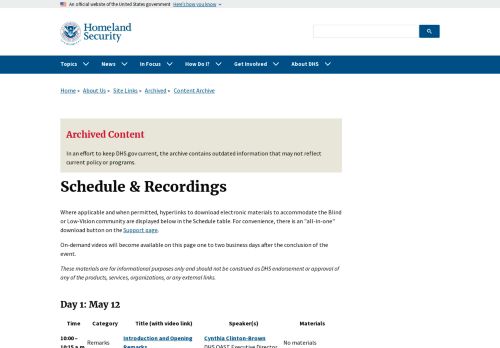 An official website of the United States government Here's how you know
Homeland
Security
Topics News In Focus How Do I? Get Involved About DHS
Home » About Us » Site Links » Archived » Content Archive
Archived Content
In an effort to keep DHS.gov current, the archive contains outdated information that may not reflect
current policy or programs.
Schedule & Recordings
Where applicable and when permitted, hyperlinks to download electronic materials to accommodate the Blind
or Low-Vision community are displayed below in the Schedule table. For convenience, there is an "all-in-one"
download button on the Support page.
On-demand videos will become available on this page one to two business days after the conclusion of the
event.
These materials are for informational purposes only and should not be construed as DHS endorsement or approval of
any of the products, services, organizations, or any external links.
Day 1: May 12
Time Category Title (with video link) Speaker(s) Materials
10:00 – Remarks Introduction and Opening Cynthia Clinton-Brown No materials
10:15 a.m. Remarks DHS OAST Executive Director